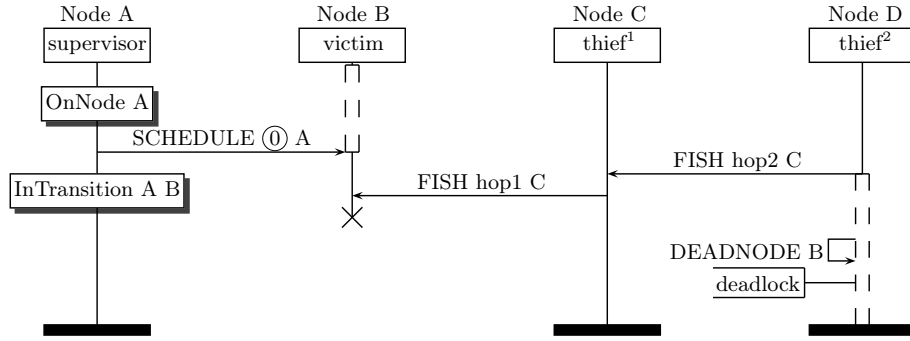 Node A Node B Node C Node D
supervisor victim thief¹ thief²
OnNode A
SCHEDULE ⓪ A
FISH hop2 C
InTransition A B
FISH hop1 C
DEADNODE B
deadlock